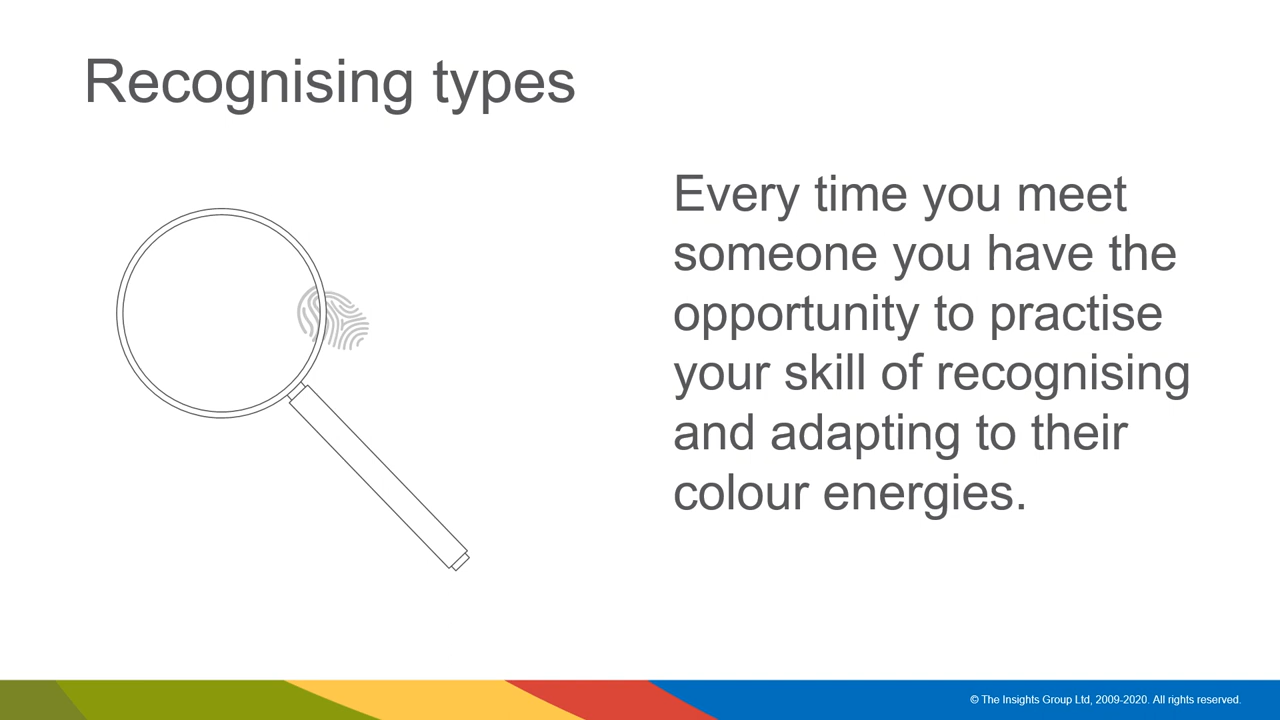 Recognising types
Every time you meet
someone you have the
opportunity to practise
your skill of recognising
and adapting to their
colour energies.
© The Insights Group Ltd, 2009-2020. All rights reserved.